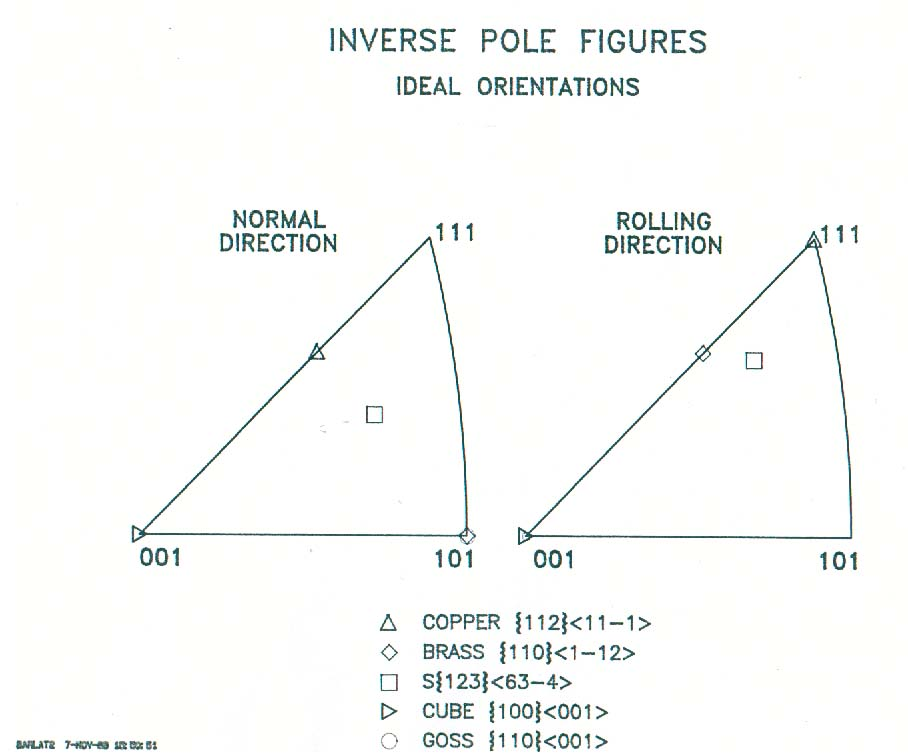 INVERSE POLE FIGURES
IDEAL ORIENTATIONS
NORMAL
DIRECTION
111
001
101
ROLLING
DIRECTION
111
001
101
COPPER {112}<11-1>
BRASS {110}<1-12>
S{123}<63-4>
CUBE {100}<001>
GOSS {110}<001>